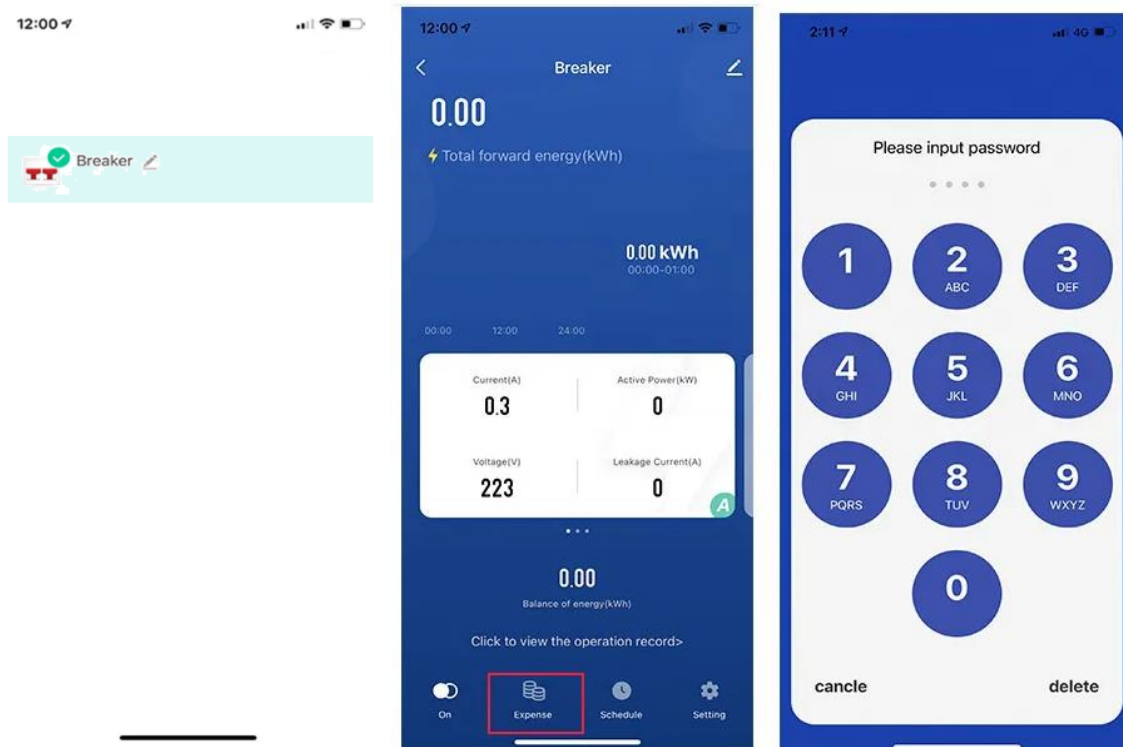 12:00
Breaker
12:00
Breaker
0.00
Total forward energy(kWh)
0.00 kWh
00:00-01:00
00:00 12:00 24:00
Current(A) Active Power(kW)
0.3 0
Voltage(V) Leakage Current(A)
223 0
A
0.00
Balance of energy(kWh)
Click to view the operation record>
On Expense Schedule Setting
2:11 4G
Please input password
1 2 3
ABC DEF
4 5 6
GHI JKL MNO
7 8 9
PQRS TUV WXYZ
0
cancle delete